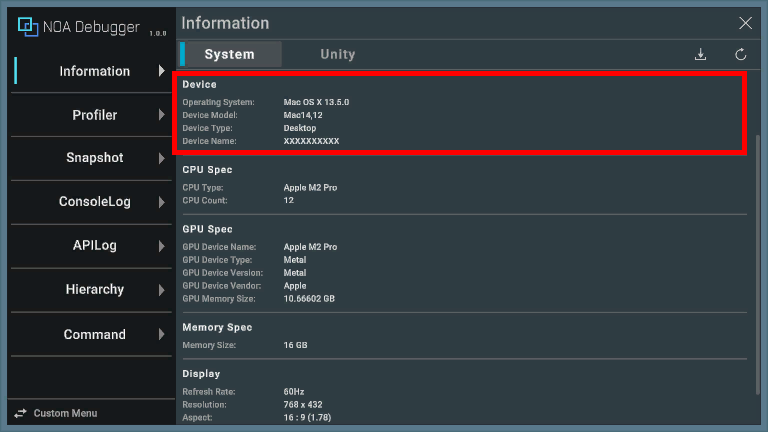 NOA Debugger 1.0.0
Information
System Unity
Information
Profiler
Snapshot
ConsoleLog
APILog
Hierarchy
Command
Custom Menu
Device
Operating System: Mac OS X 13.5.0
Device Model: Mac14,12
Device Type: Desktop
Device Name: XXXXXXXXXX
CPU Spec
CPU Type: Apple M2 Pro
CPU Count: 12
GPU Spec
GPU Device Name: Apple M2 Pro
GPU Device Type: Metal
GPU Device Version: Metal
GPU Device Vendor: Apple
GPU Memory Size: 10.66602 GB
Memory Spec
Memory Size: 16 GB
Display
Refresh Rate: 60Hz
Resolution: 768 x 432
Aspect: 16 : 9 (1.78)